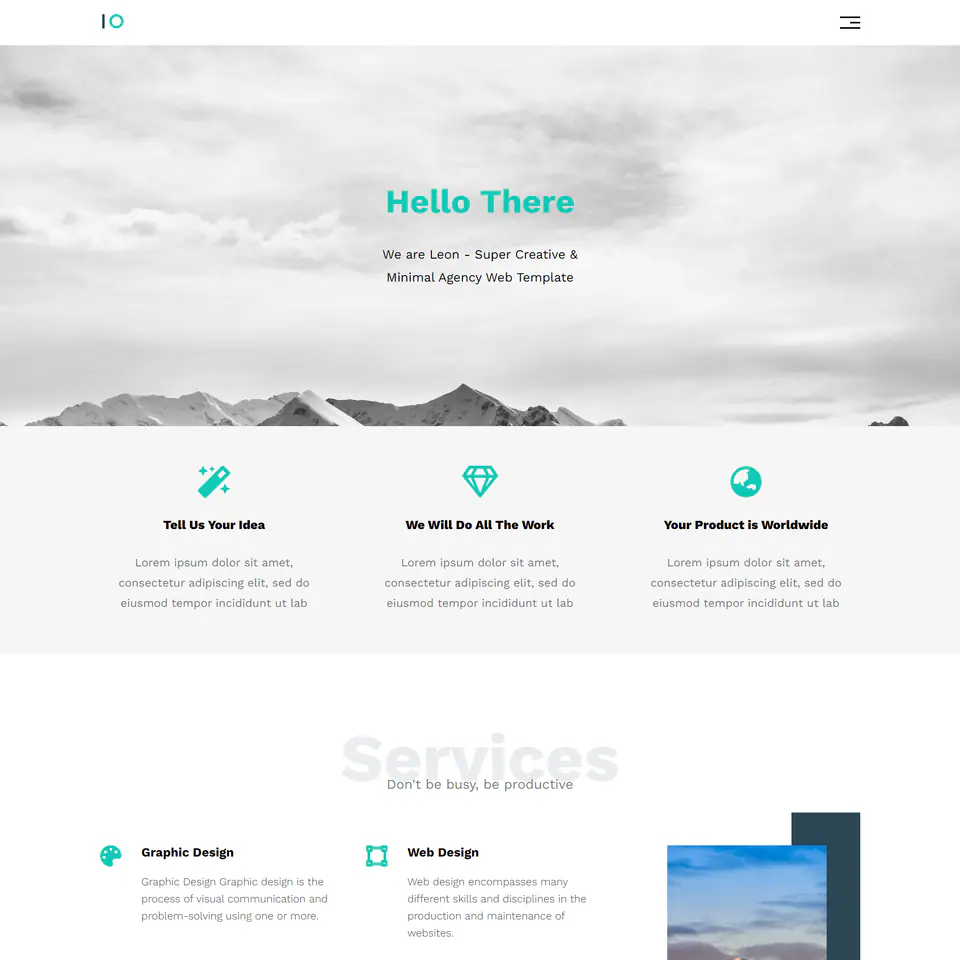 IO
Hello There
We are Leon - Super Creative &
Minimal Agency Web Template
Tell Us Your Idea
We Will Do All The Work
Your Product is Worldwide
Lorem ipsum dolor sit amet,
consectetur adipiscing elit, sed do
eiusmod tempor incididunt ut lab
Lorem ipsum dolor sit amet,
consectetur adipiscing elit, sed do
eiusmod tempor incididunt ut lab
Lorem ipsum dolor sit amet,
consectetur adipiscing elit, sed do
eiusmod tempor incididunt ut lab
Services
Don't be busy, be productive
Graphic Design
Graphic Design Graphic design is the
process of visual communication and
problem-solving using one or more.
Web Design
Web design encompasses many
different skills and disciplines in the
production and maintenance of
websites.